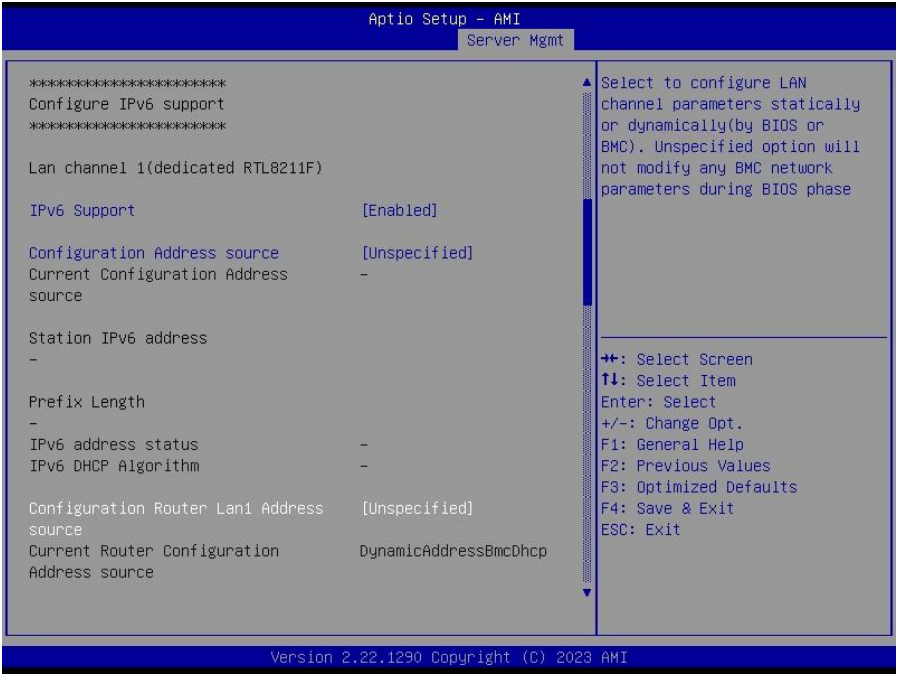 Aptio Setup – AMI
Server Mgmt
**************************
Configure IPv6 support
**************************
Lan channel 1(dedicated RTL8211F)
IPv6 Support [Enabled]
Configuration Address source [Unspecified]
Current Configuration Address –
source
Station IPv6 address
–
Prefix Length
–
IPv6 address status –
IPv6 DHCP Algorithm –
Configuration Router Lan1 Address [Unspecified]
source
Current Router Configuration DynamicAddressBmcDhcp
Address source
Select to configure LAN
channel parameters statically
or dynamically(by BIOS or
BMC). Unspecified option will
not modify any BMC network
parameters during BIOS phase
→←: Select Screen
↑↓: Select Item
Enter: Select
+/-: Change Opt.
F1: General Help
F2: Previous Values
F3: Optimized Defaults
F4: Save & Exit
ESC: Exit
Version 2.22.1290 Copyright (C) 2023 AMI